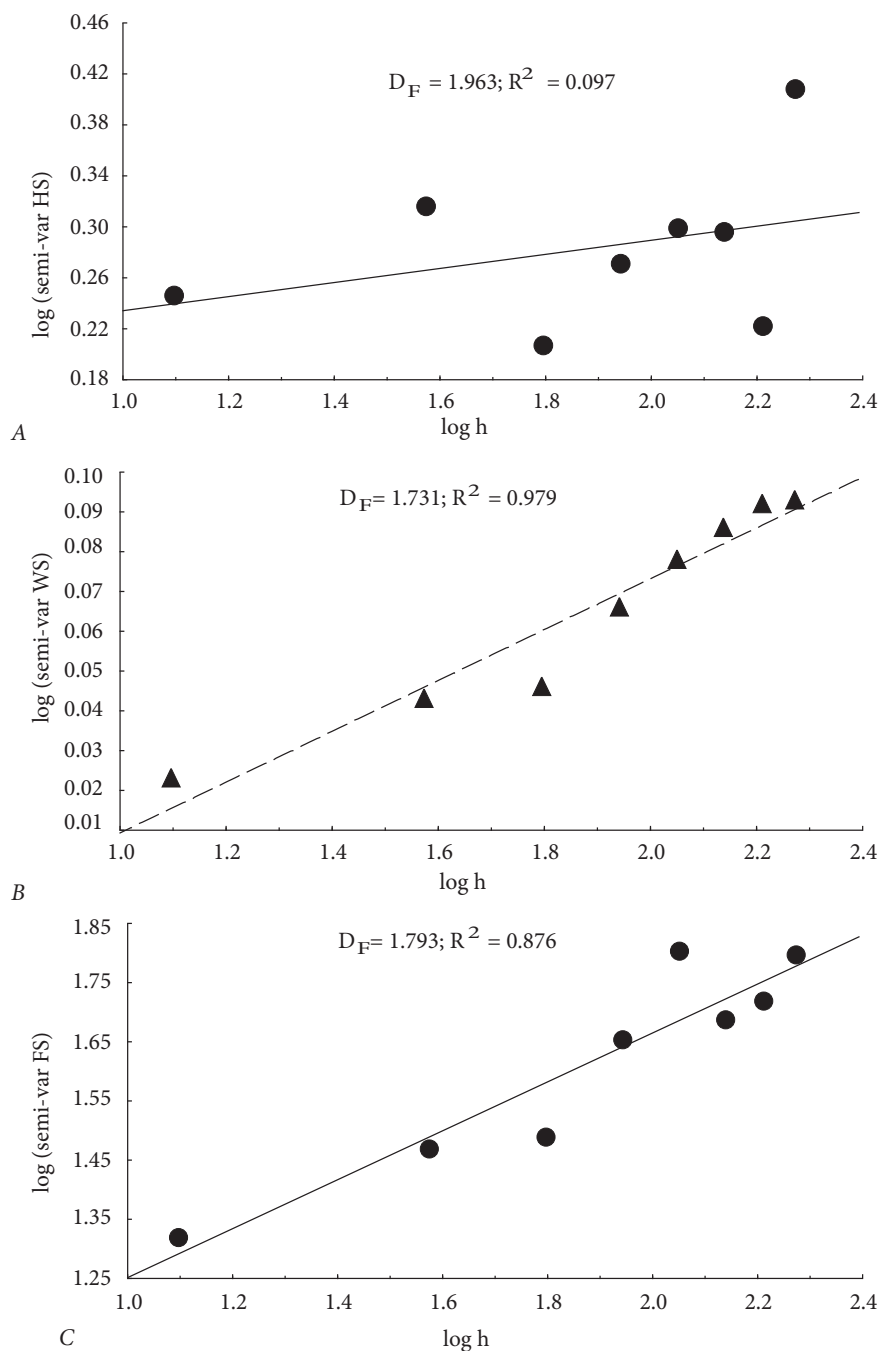 0.46
0.42
0.38
0.34
0.30
0.26
0.22
0.18
log (semi-var HS)
D_F = 1.963; R² = 0.097
1.0 1.2 1.4 1.6 1.8 2.0 2.2 2.4
log h
A
0.10
0.09
0.08
0.07
0.06
0.05
0.04
0.03
0.02
0.01
log (semi-var WS)
D_F= 1.731; R² = 0.979
1.0 1.2 1.4 1.6 1.8 2.0 2.2 2.4
log h
B
1.85
1.75
1.65
1.55
1.45
1.35
1.25
log (semi-var FS)
D_F= 1.793; R² = 0.876
1.0 1.2 1.4 1.6 1.8 2.0 2.2 2.4
log h
C